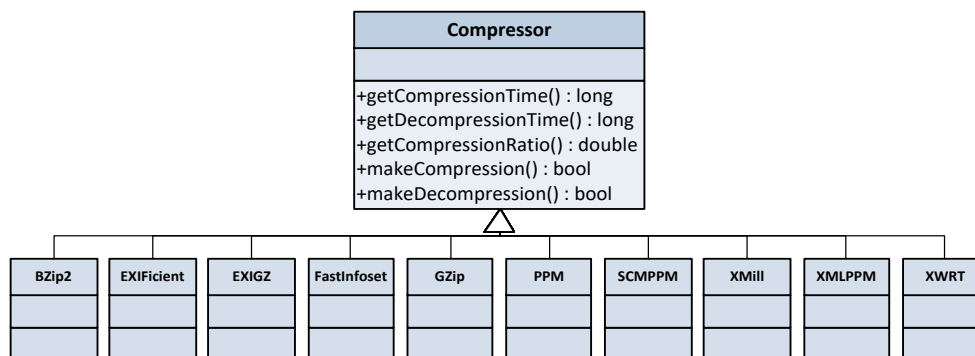 Compressor
+getCompressionTime() : long
+getDecompressionTime() : long
+getCompressionRatio() : double
+makeCompression() : bool
+makeDecompression() : bool
BZip2
EXIFicient
EXIGZ
FastInfoset
GZip
PPM
SCMPPM
XMill
XMLPPM
XWRT